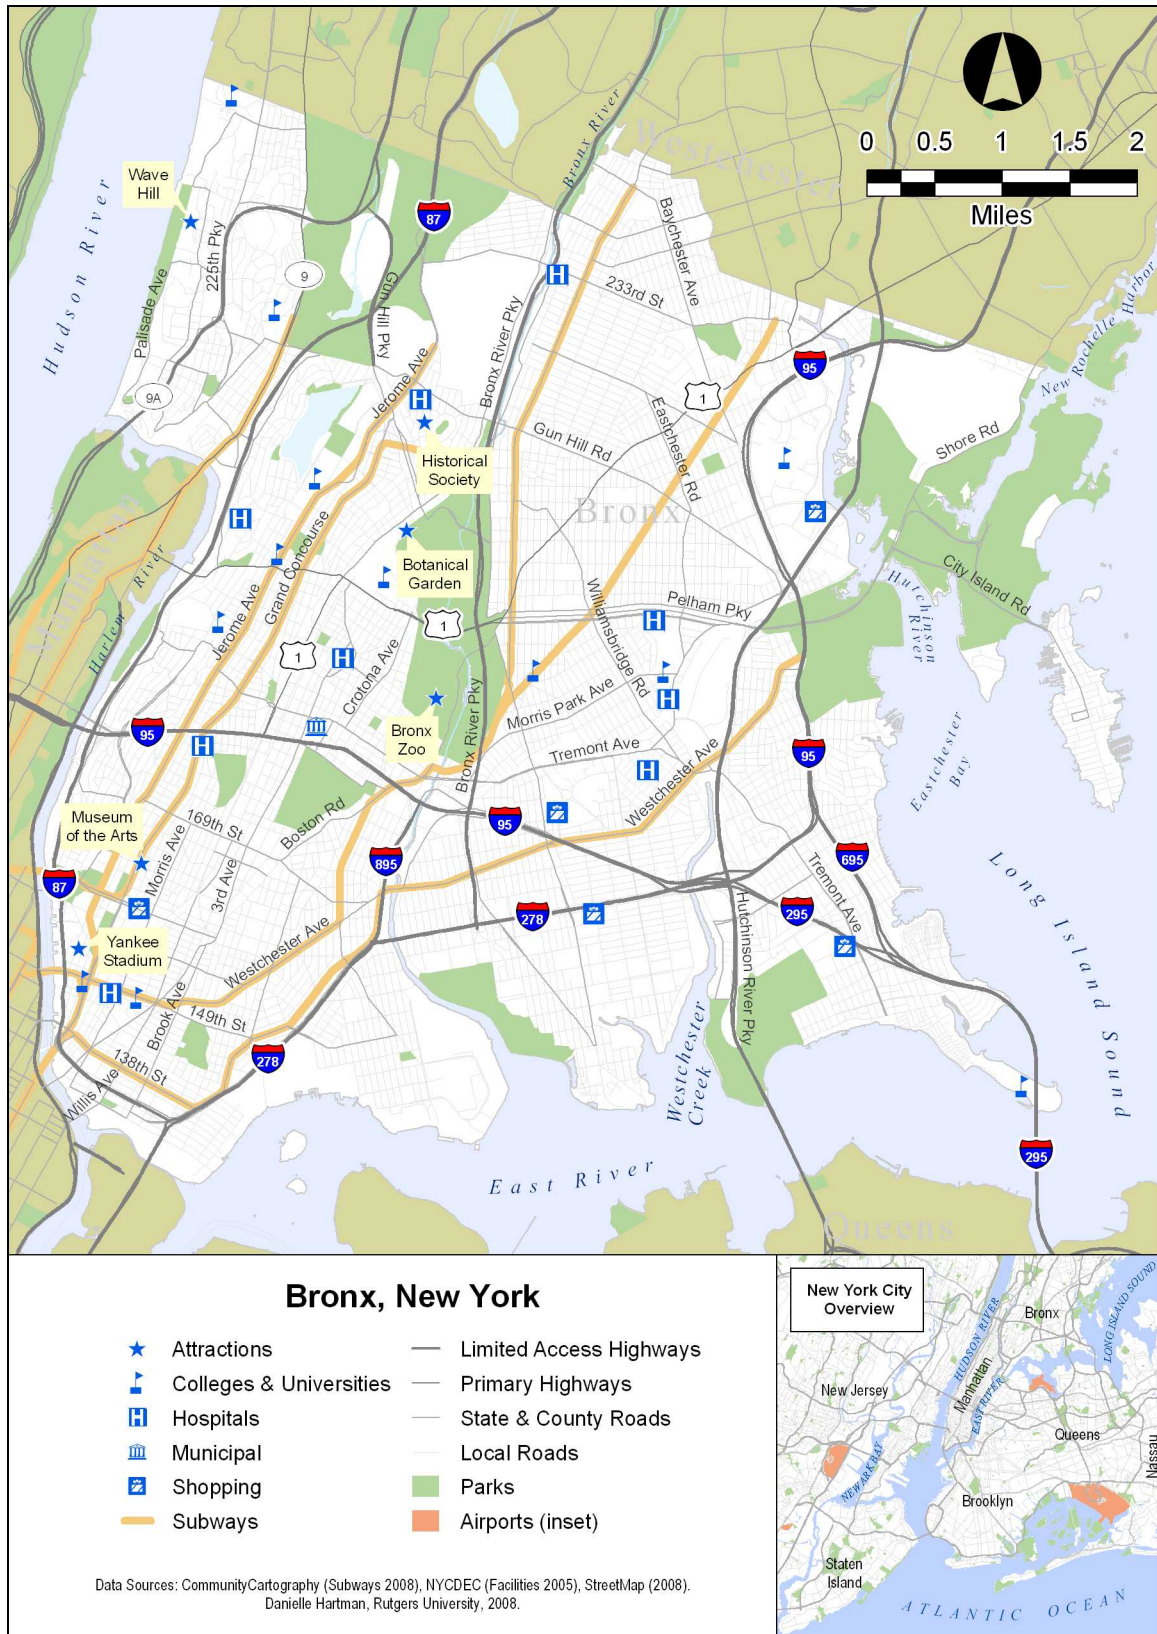 Westchester
0 0.5 1 1.5 2
Miles
Hudson River
Wave
Hill
Palisade Ave
225th Pky
9
9A
87
Gun Hill Pky
Bronx River
Bronx River Pky
Baychester Ave
233rd St
95
1
New Rochelle Harbor
Shore Rd
Jerome Ave
Historical
Society
Gun Hill Rd
Eastchester Rd
Bronx
Manhattan
Harlem River
Grand Concourse
Jerome Ave
Botanical
Garden
1
1
Crotona Ave
Williamsbridge Rd
Pelham Pky
Hutchinson
River
City Island Rd
Bronx
Zoo
Morris Park Ave
Tremont Ave
Bronx River Pky
Westchester Ave
95
95
95
Eastchester
Bay
Museum
of the Arts
169th St
Morris Ave
3rd Ave
Boston Rd
895
87
695
278
295
Tremont Ave
Hutchinson River Pky
Long Island Sound
Yankee
Stadium
Westchester Ave
Brook Ave
149th St
138th St
Willis Ave
278
Westchester
Creek
295
East River
Queens
Bronx, New York
Attractions
Colleges & Universities
Hospitals
Municipal
Shopping
Subways
Limited Access Highways
Primary Highways
State & County Roads
Local Roads
Parks
Airports (inset)
Data Sources: CommunityCartography (Subways 2008), NYCDEC (Facilities 2005), StreetMap (2008).
Danielle Hartman, Rutgers University, 2008.
New York City
Overview
Bronx
HUDSON RIVER
LONG ISLAND SOUND
Manhattan
New Jersey
EAST RIVER
Queens
Nassau
NEWARK BAY
Brooklyn
Staten
Island
ATLANTIC OCEAN